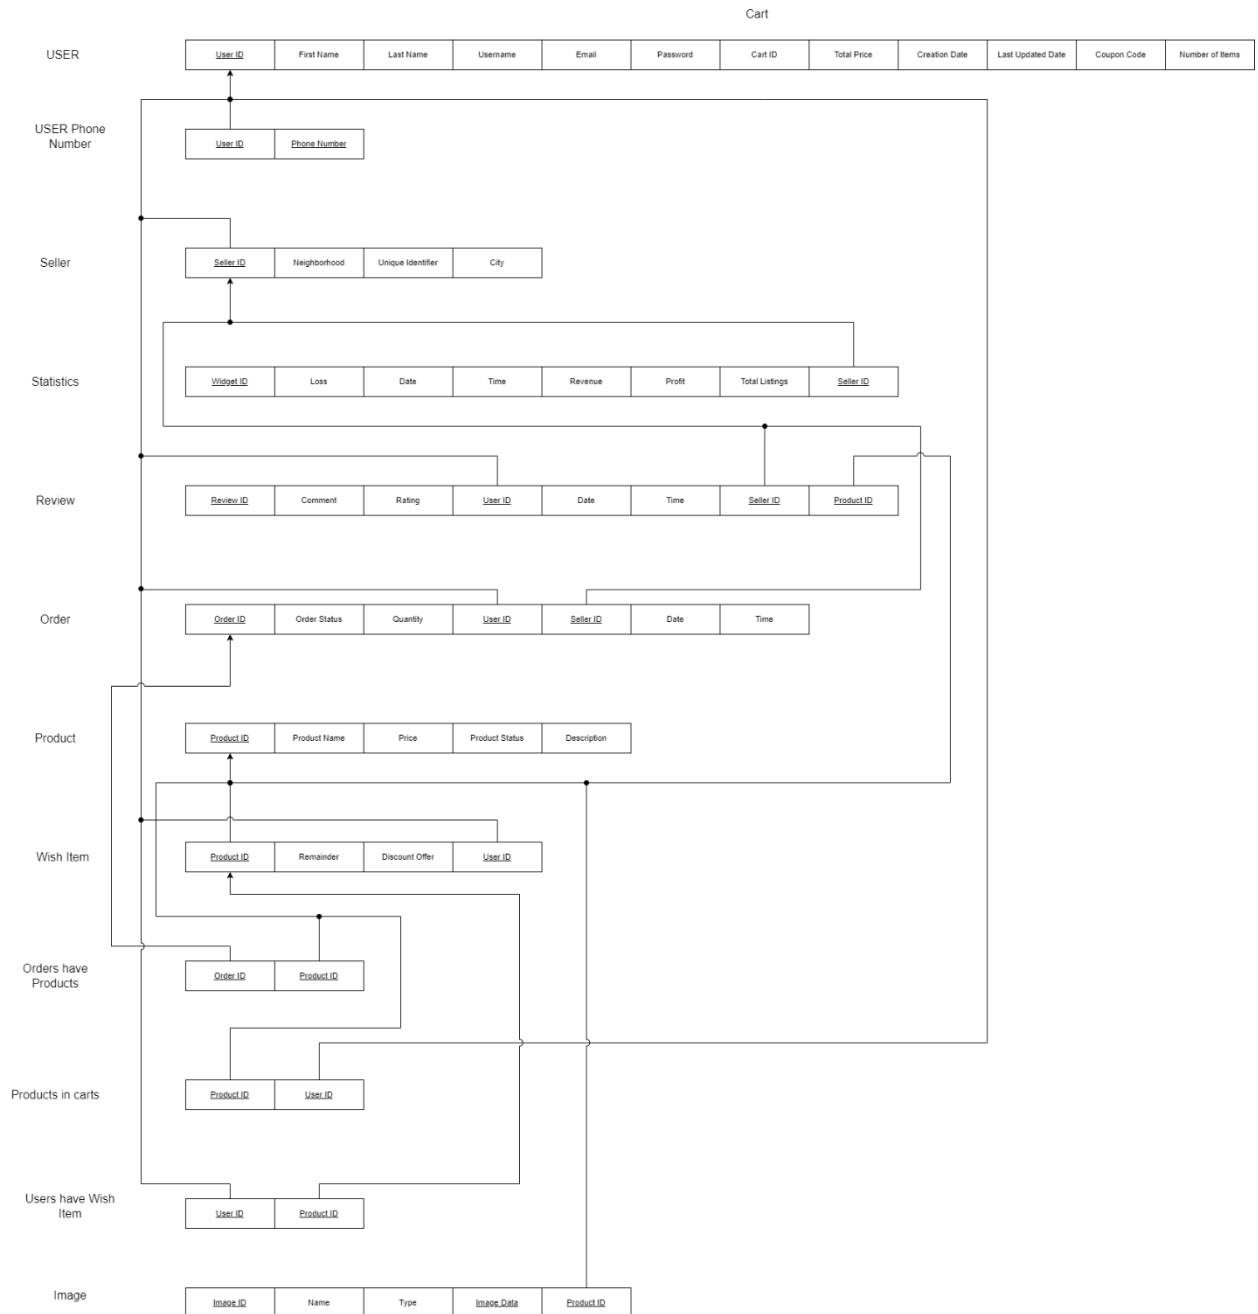 Cart
USER
User ID First Name Last Name Username Email Password Cart ID Total Price Creation Date Last Updated Date Coupon Code Number of Items
USER Phone
Number
User ID Phone Number
Seller
Seller ID Neighborhood Unique Identifier City
Statistics
Widget ID Loss Date Time Revenue Profit Total Listings Seller ID
Review
Review ID Comment Rating User ID Date Time Seller ID Product ID
Order
Order ID Order Status Quantity User ID Seller ID Date Time
Product
Product ID Product Name Price Product Status Description
Wish Item
Product ID Remainder Discount Offer User ID
Orders have
Products
Order ID Product ID
Products in carts
Product ID User ID
Users have Wish
Item
User ID Product ID
Image
Image ID Name Type Image Data Product ID